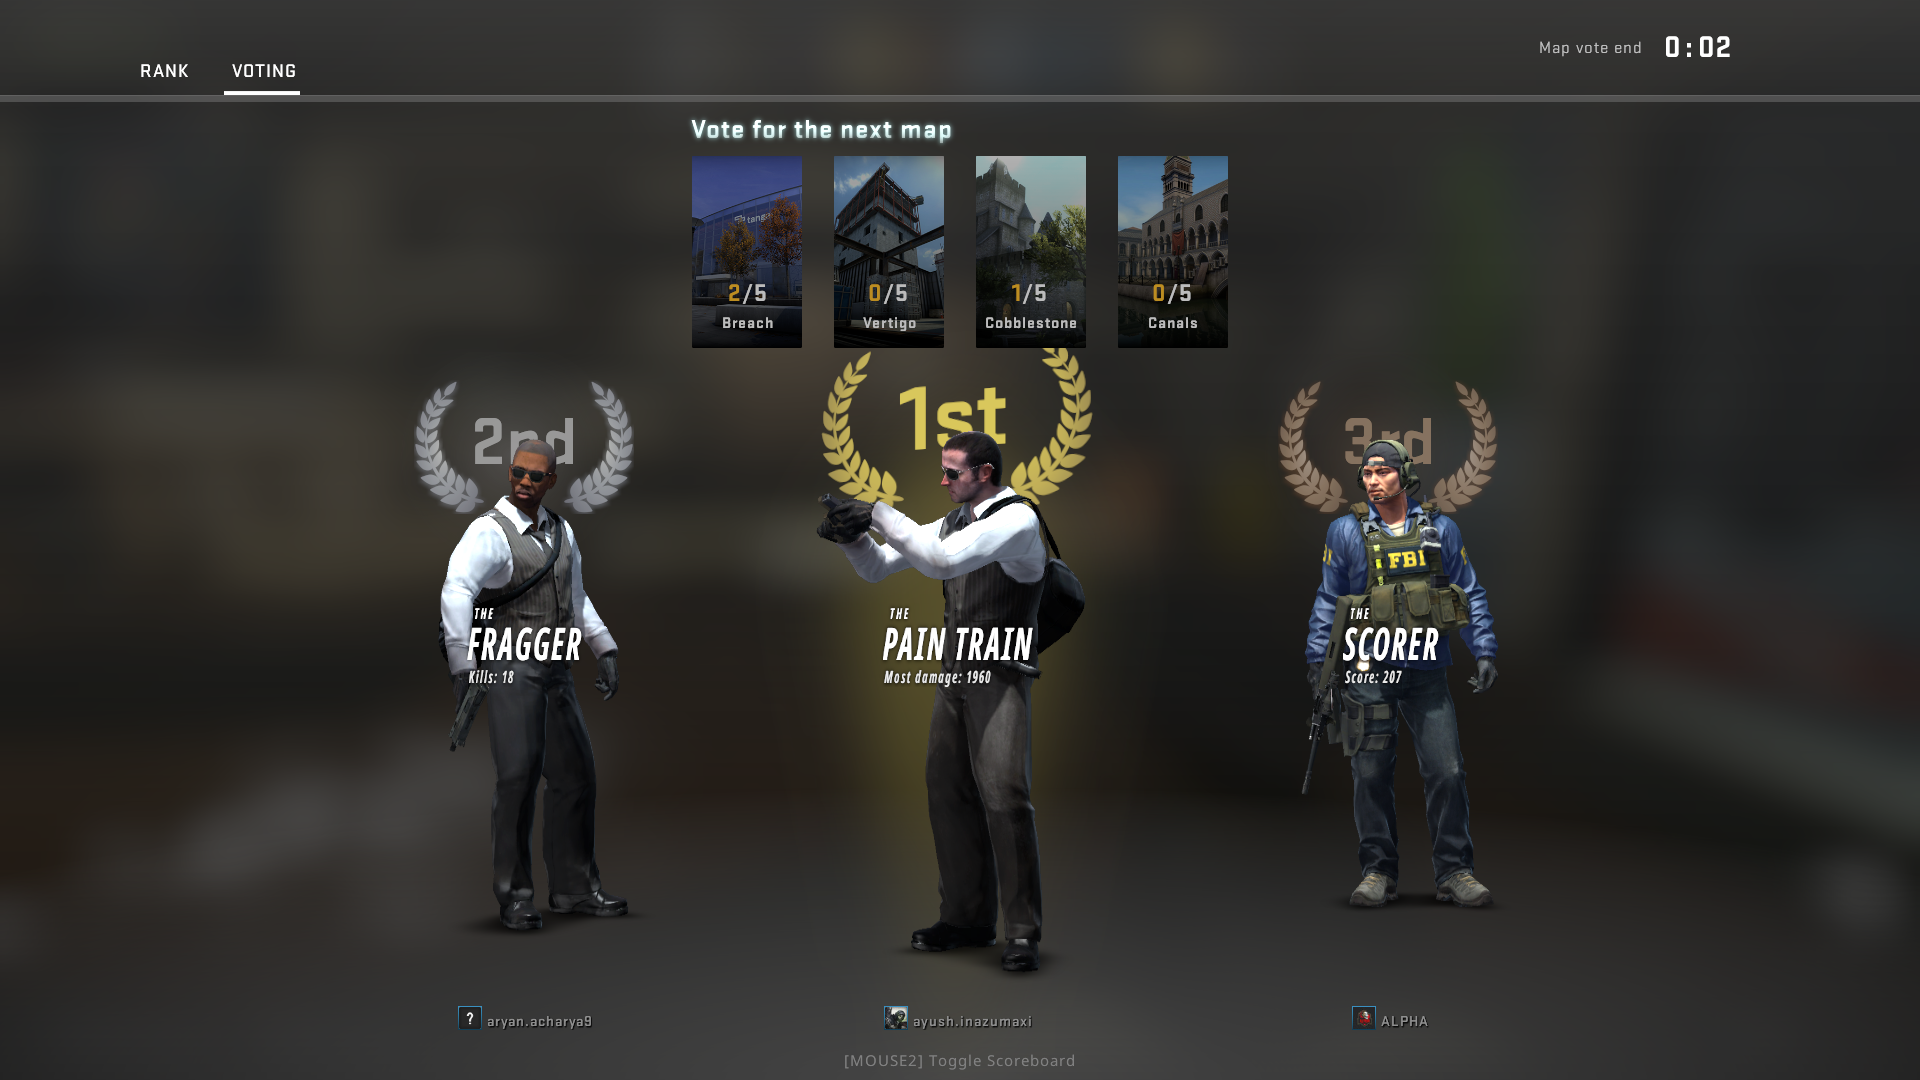 RANK VOTING
Map vote end 0:02
Vote for the next map
tanga
2/5 0/5 1/5 0/5
Breach Vertigo Cobblestone Canals
2nd 1st 3rd
FBI
THE THE THE
FRAGGER PAIN TRAIN SCORER
Kills: 18 Most damage: 1960 Score: 207
? aryan.acharya9 ayush.inazumaxi ALPHA
[MOUSE2] Toggle Scoreboard